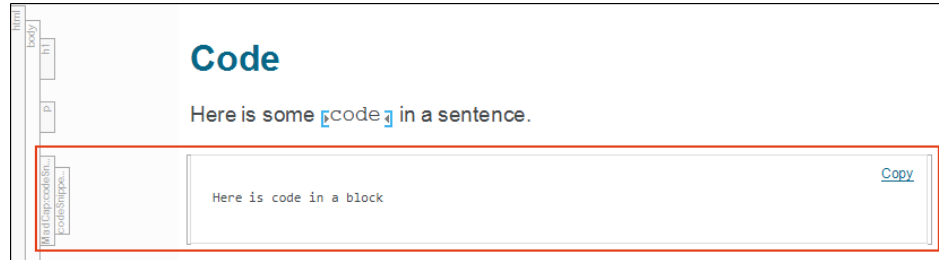 html
body
h1
Code
p
Here is some code in a sentence.
MadCap:codeSn...
codeSnippe...
Copy
Here is code in a block